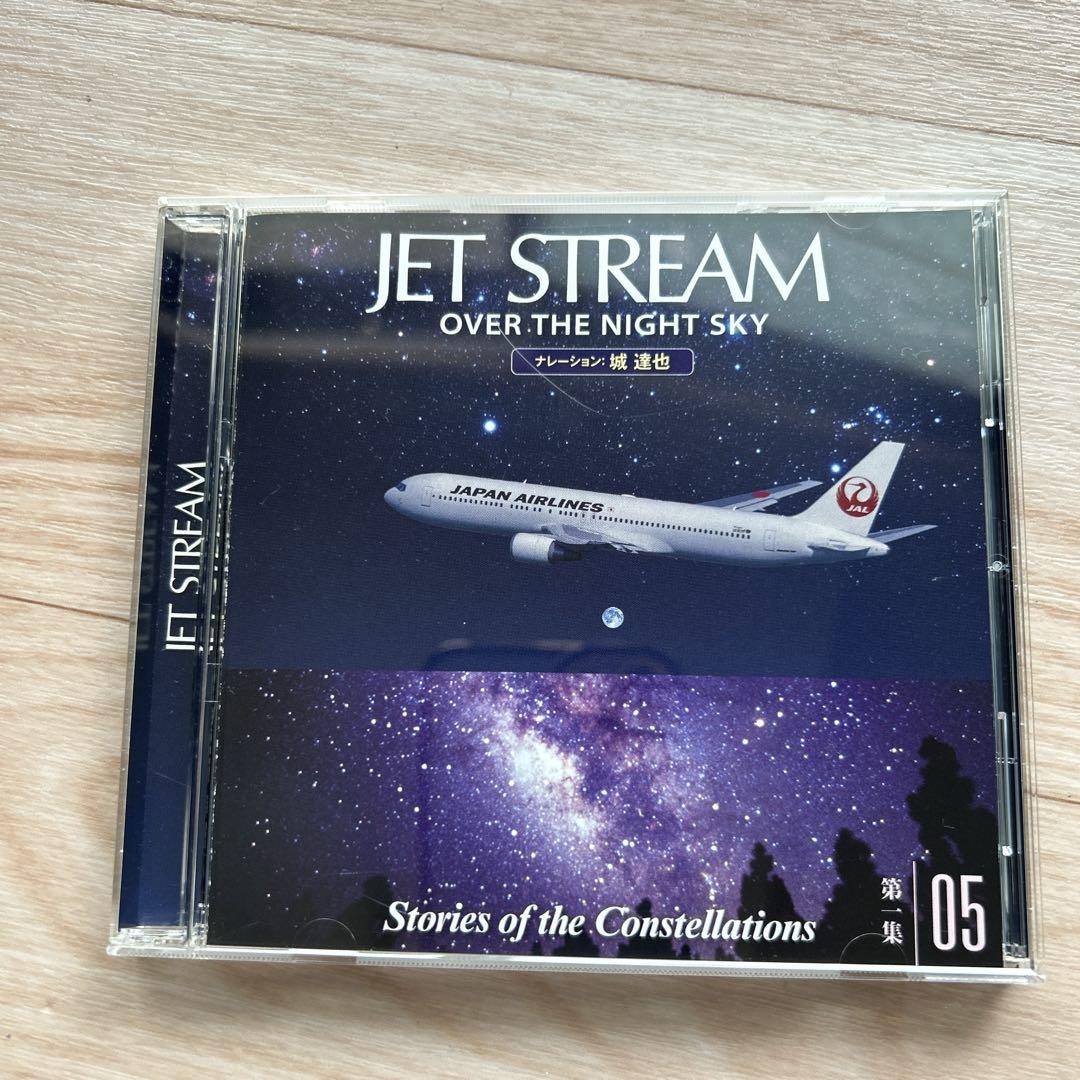 JET STREAM
OVER THE NIGHT SKY
ナレーション: 城 達也
JAPAN AIRLINES
JAL
JET STREAM
Stories of the Constellations
第一集
05